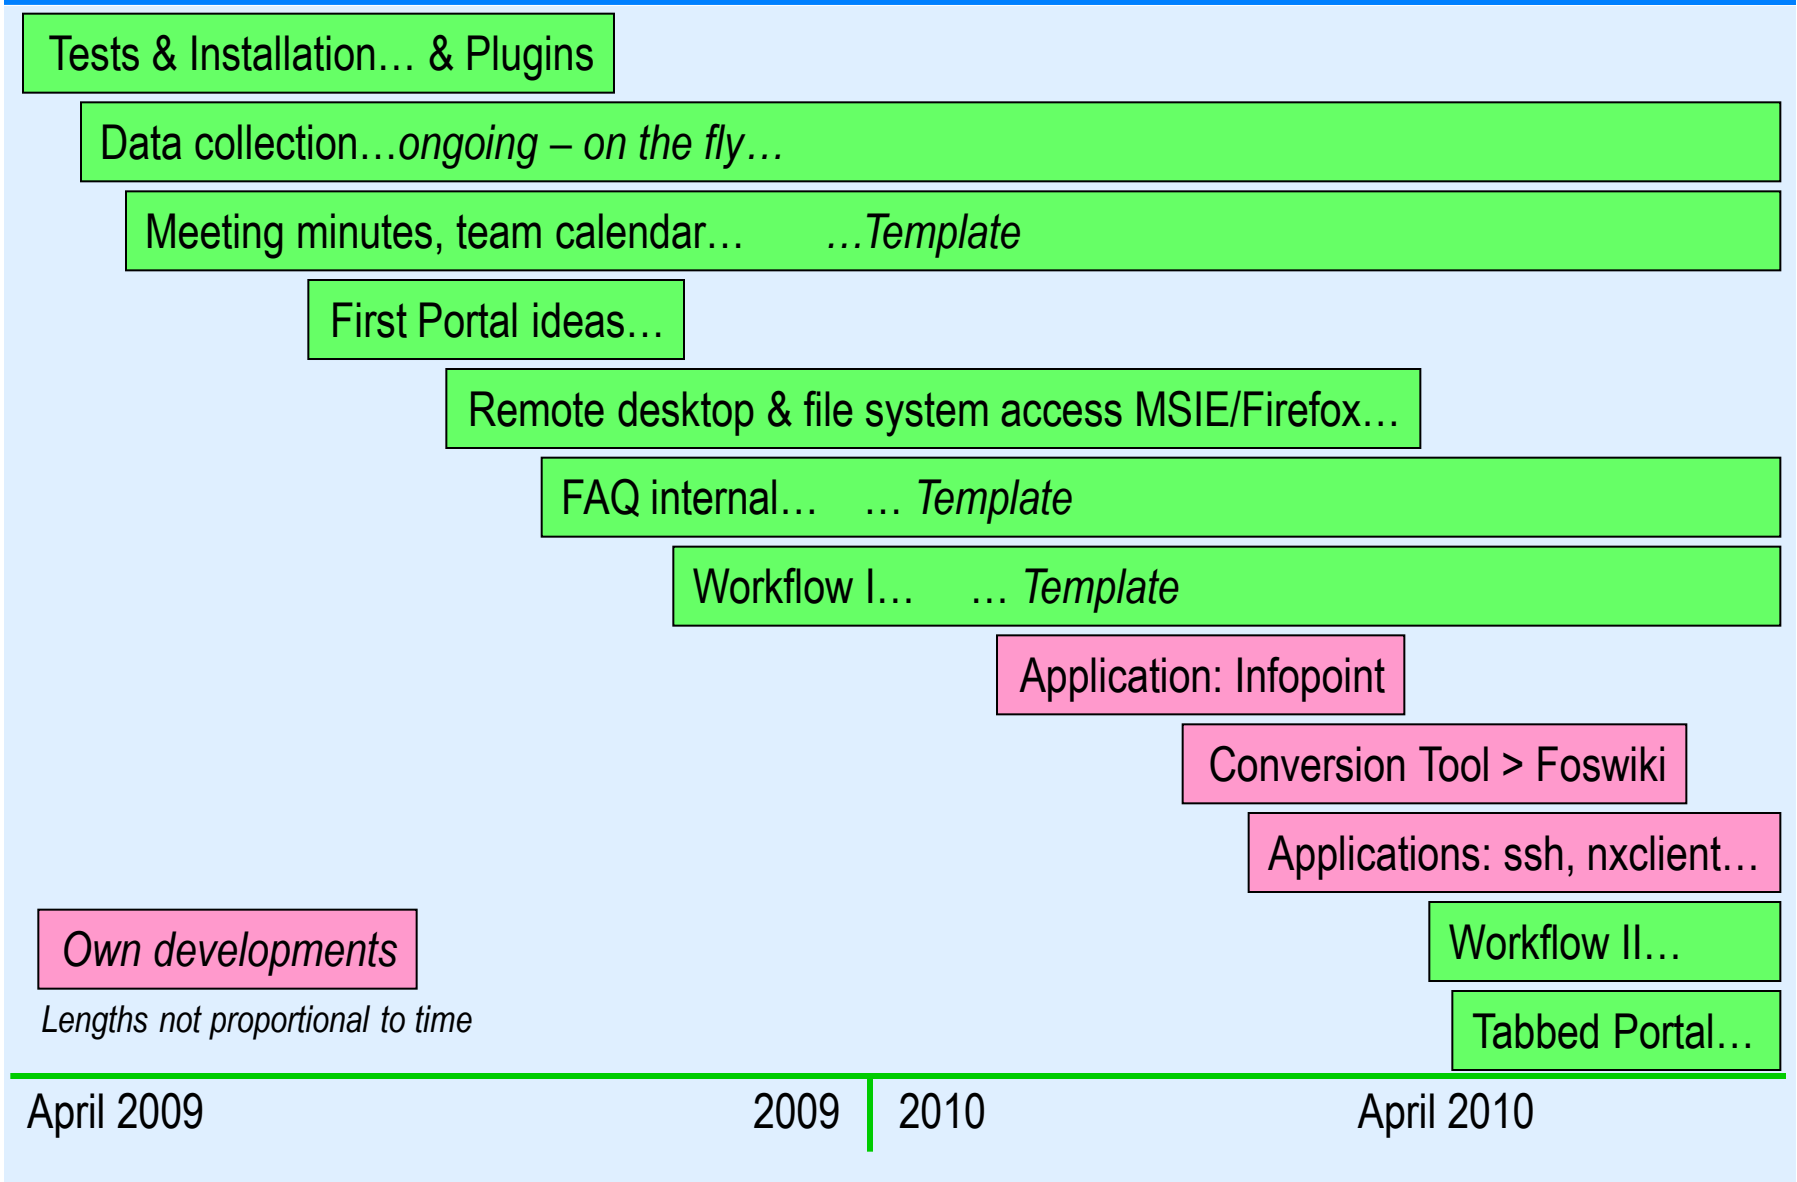 Tests & Installation… & Plugins
Data collection…ongoing – on the fly…
Meeting minutes, team calendar… …Template
First Portal ideas…
Remote desktop & file system access MSIE/Firefox…
FAQ internal… … Template
Workflow I… … Template
Application: Infopoint
Conversion Tool > Foswiki
Applications: ssh, nxclient…
Own developments
Workflow II…
Lengths not proportional to time
Tabbed Portal…
April 2009 2009 2010 April 2010